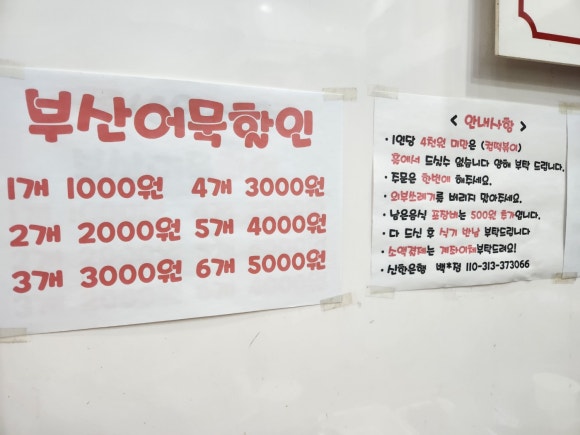 부산어묵할인
1개 1000원 4개 3000원
2개 2000원 5개 4000원
3개 3000원 6개 5000원
< 안내사항 >
· 1인당 4천원 미만은 (컵떡볶이)
홀에서 드실수 없습니다 양해 부탁 드립니다.
· 주문은 한번에 해주세요.
· 외부쓰레기를 버리지 말아주세요.
· 남은음식 포장비는 500원 추가입니다.
· 다 드신 후 식기 반납 부탁드립니다
· 소액결제는 계좌이체부탁드려요!
· 신한은행 백*정 110-313-373066